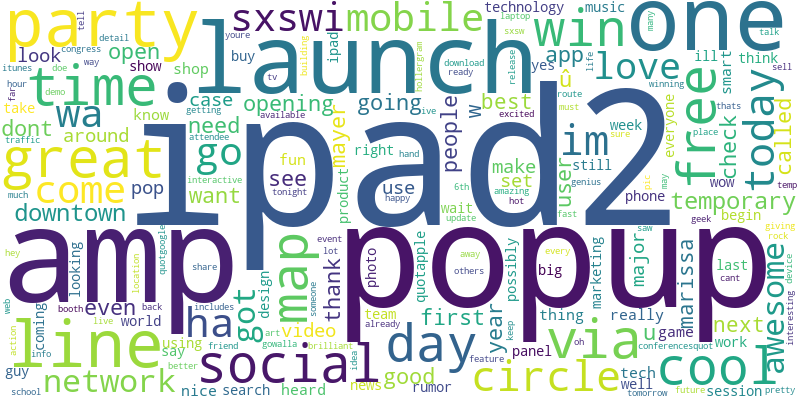 party
tell
sxswi
mobile
technology
music
laptop
many
one
look
congress
detail
youre
open
launch
ipad
win
sxsw
talk
itunes
way
doe
show
buy
tv
building
hollergram
download
ready
release
app
yes
life
ill
think
time
shop
û
love
smart
sell
far
hour
demo
case
opening
going
w
best
route
winning
free
today
take
know
getting
ive
excited
must
thats
wa
need
available
people
im
week
everyone
place
check
called
dont
around
ipad2
mayer
traffic
attendee
right
hand
6th
make
still
sure
great
go
fun
see
product
use
amazing
set
user
genius
wow
temp
much
interactive
tonight
happy
hot
phone
pic
may
come
pop
want
wait
fast
saw
geek
temporary
begin
downtown
update
hey
looking
amp
popup
location
quotgoogle
share
map
event
lot
photo
away
others
quotapple
possibly
big
every
major
marissa
last
cant
giving
rock
device
interesting
awesome
web
coming
booth
even
back
includes
got
design
thank
someone
team
already
first
year
keep
thing
marketing
really
u
game
next
action
info
line
live
world
using
ha
art
video
day
oh
via
conferencesquot
work
guy
say
friend
better
gowalla
brilliant
idea
news
good
rumor
feature
panel
tech
cool
network
school
nice
search
social
heard
circle
well
tech
future
session
pretty